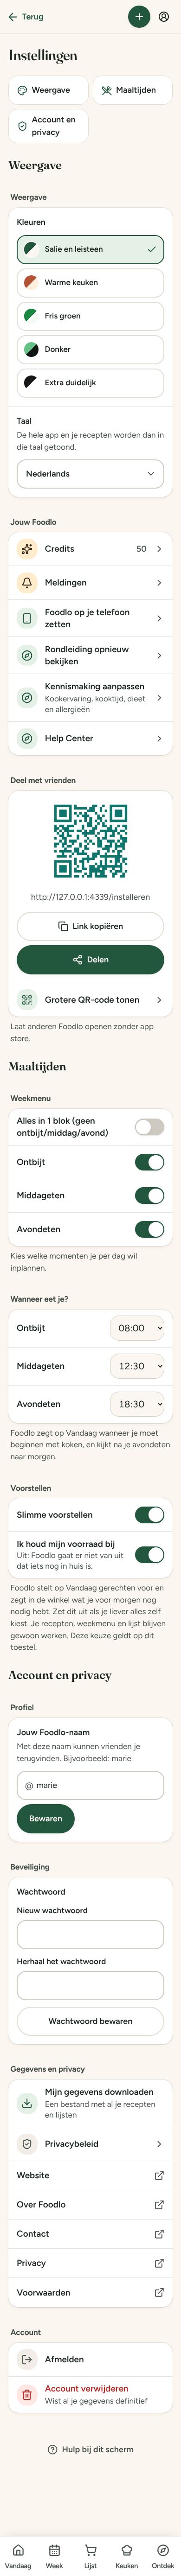 Terug
Instellingen
Weergave
Maaltijden
Account en
privacy
Weergave
Weergave
Kleuren
Salie en leisteen
Warme keuken
Fris groen
Donker
Extra duidelijk
Taal
De hele app en je recepten worden dan in
die taal getoond.
Nederlands
Jouw Foodlo
Credits
50
Meldingen
Foodlo op je telefoon
zetten
Rondleiding opnieuw
bekijken
Kennismaking aanpassen
Kookervaring, kooktijd, dieet
en allergieën
Help Center
Deel met vrienden
http://127.0.0.1:4339/installeren
Link kopiëren
Delen
Grotere QR-code tonen
Laat anderen Foodlo openen zonder app
store.
Maaltijden
Weekmenu
Alles in 1 blok (geen
ontbijt/middag/avond)
Ontbijt
Middageten
Avondeten
Kies welke momenten je per dag wil
inplannen.
Wanneer eet je?
Ontbijt
08:00
Middageten
12:30
Avondeten
18:30
Foodlo zegt op Vandaag wanneer je moet
beginnen met koken, en kijkt na je avondeten
naar morgen.
Voorstellen
Slimme voorstellen
Ik houd mijn voorraad bij
Uit: Foodlo gaat er niet van uit
dat iets nog in huis is.
Foodlo stelt op Vandaag gerechten voor en
zegt in de winkel wat je voor morgen nog
nodig hebt. Zet dit uit als je liever alles zelf
kiest. Je recepten, weekmenu en lijst blijven
gewoon werken. Deze keuze geldt op dit
toestel.
Account en privacy
Profiel
Jouw Foodlo-naam
Met deze naam kunnen vrienden je
terugvinden. Bijvoorbeeld: marie
@ marie
Bewaren
Beveiliging
Wachtwoord
Nieuw wachtwoord
Herhaal het wachtwoord
Wachtwoord bewaren
Gegevens en privacy
Mijn gegevens downloaden
Een bestand met al je recepten
en lijsten
Privacybeleid
Website
Over Foodlo
Contact
Privacy
Voorwaarden
Account
Afmelden
Account verwijderen
Wist al je gegevens definitief
Hulp bij dit scherm
Vandaag
Week
Lijst
Keuken
Ontdek